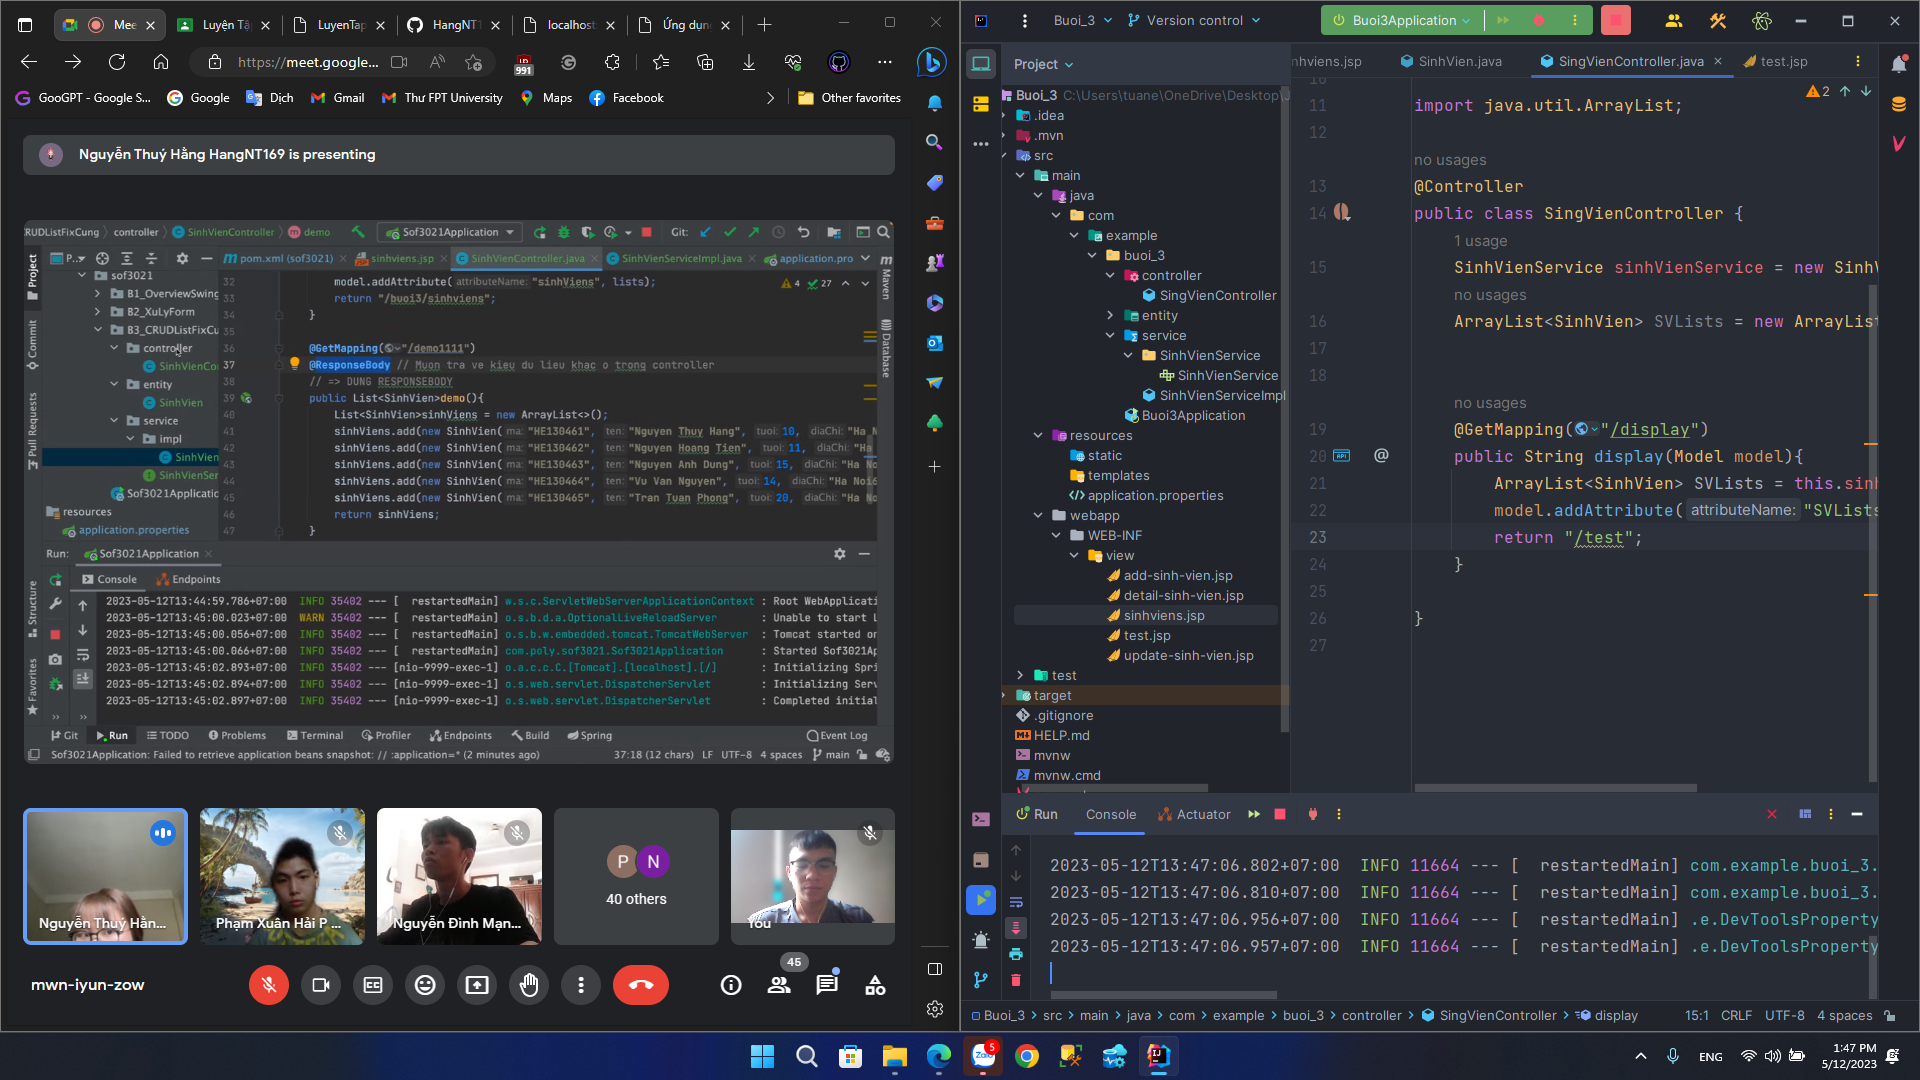 Mee
Luyện Tậ
LuyenTap
HangNT1
localhost
Ứng dụn
https://meet.google...
991
GooGPT - Google S...
Google
Dịch
Gmail
Thư FPT University
Maps
Facebook
Other favorites
Nguyễn Thuý Hằng HangNT169 is presenting
CRUDListFixCung
controller
SinhVienController
demo
Sof3021Application
Git:
Project
P..
pom.xml (sof3021)
sinhviens.jsp
SinhVienController.java
SinhVienServiceImpl.java
application.pro
Maven
Database
Commit
Pull Requests
Structure
Favorites
sof3021
B1_OverviewSwing
B2_XuLyForm
B3_CRUDListFixCu
controller
SinhVienCo
entity
SinhVien
service
impl
SinhVien
SinhVienSer
Sof3021Applicatio
resources
application.properties
4 27
32 model.addAttribute( attributeName: "sinhViens", lists);
33 return "/buoi3/sinhviens";
34 }
35
36 @GetMapping("/demo1111")
37 @ResponseBody // Muon tra ve kieu du lieu khac o trong controller
38 // => DUNG RESPONSEBODY
39 public List<SinhVien>demo(){
40 List<SinhVien>sinhViens = new ArrayList<>();
41 sinhViens.add(new SinhVien( ma: "HE130461", ten: "Nguyen Thuy Hang", tuoi: 10, diaChi: "Ha N
42 sinhViens.add(new SinhVien( ma: "HE130462", ten: "Nguyen Hoang Tien", tuoi: 11, diaChi: "Ha
43 sinhViens.add(new SinhVien( ma: "HE130463", ten: "Nguyen Anh Dung", tuoi: 15, diaChi: "Ha No
44 sinhViens.add(new SinhVien( ma: "HE130464", ten: "Vu Van Nguyen", tuoi: 14, diaChi: "Ha Noi6
45 sinhViens.add(new SinhVien( ma: "HE130465", ten: "Tran Tuan Phong", tuoi: 20, diaChi: "Ha No
46 return sinhViens;
47 }
Run: Sof3021Application
Console
Endpoints
2023-05-12T13:44:59.786+07:00 INFO 35402 --- [ restartedMain] w.s.c.ServletWebServerApplicationContext : Root WebApplicati
2023-05-12T13:45:00.023+07:00 WARN 35402 --- [ restartedMain] o.s.b.d.a.OptionalLiveReloadServer : Unable to start L
2023-05-12T13:45:00.056+07:00 INFO 35402 --- [ restartedMain] o.s.b.w.embedded.tomcat.TomcatWebServer : Tomcat started on
2023-05-12T13:45:00.066+07:00 INFO 35402 --- [ restartedMain] com.poly.sof3021.Sof3021Application : Started Sof3021Ap
2023-05-12T13:45:02.893+07:00 INFO 35402 --- [nio-9999-exec-1] o.a.c.c.C.[Tomcat].[localhost].[/] : Initializing Spri
2023-05-12T13:45:02.894+07:00 INFO 35402 --- [nio-9999-exec-1] o.s.web.servlet.DispatcherServlet : Initializing Serv
2023-05-12T13:45:02.897+07:00 INFO 35402 --- [nio-9999-exec-1] o.s.web.servlet.DispatcherServlet : Completed initial
Git Run TODO Problems Terminal Profiler Endpoints Build Spring Event Log
Sof3021Application: Failed to retrieve application beans snapshot: // :application=* (2 minutes ago) 37:18 (12 chars) LF UTF-8 4 spaces main
Nguyễn Thuý Hằn...
Phạm Xuân Hải P ...
Nguyễn Đình Mạn...
P N
40 others
You
mwn-iyun-zow
45
Buoi_3
Version control
Buoi3Application
Project
nhviens.jsp
SinhVien.java
SingVienController.java
test.jsp
Buoi_3 C:\Users\tuane\OneDrive\Desktop\J
.idea
.mvn
src
main
java
com
example
buoi_3
controller
SingVienController
entity
service
SinhVienService
SinhVienService
SinhVienServiceImpl
Buoi3Application
resources
static
templates
application.properties
webapp
WEB-INF
view
add-sinh-vien.jsp
detail-sinh-vien.jsp
sinhviens.jsp
test.jsp
update-sinh-vien.jsp
test
target
.gitignore
HELP.md
mvnw
mvnw.cmd
2
10
11 import java.util.ArrayList;
12
no usages
13 @Controller
14 public class SingVienController {
1 usage
15 SinhVienService sinhVienService = new SinhV
no usages
16 ArrayList<SinhVien> SVLists = new ArrayList
17
18
no usages
19 @GetMapping("/display")
20 public String display(Model model){
21 ArrayList<SinhVien> SVLists = this.sinh
22 model.addAttribute( attributeName: "SVLists
23 return "/test";
24 }
25
26 }
27
Run
Console
Actuator
2023-05-12T13:47:06.802+07:00 INFO 11664 --- [ restartedMain] com.example.buoi_3.
2023-05-12T13:47:06.810+07:00 INFO 11664 --- [ restartedMain] com.example.buoi_3.
2023-05-12T13:47:06.956+07:00 INFO 11664 --- [ restartedMain] .e.DevToolsProperty
2023-05-12T13:47:06.957+07:00 INFO 11664 --- [ restartedMain] .e.DevToolsProperty
Buoi_3 > src > main > java > com > example > buoi_3 > controller > SingVienController > display
15:1 CRLF UTF-8 4 spaces
Zalo
5
ENG
1:47 PM
5/12/2023